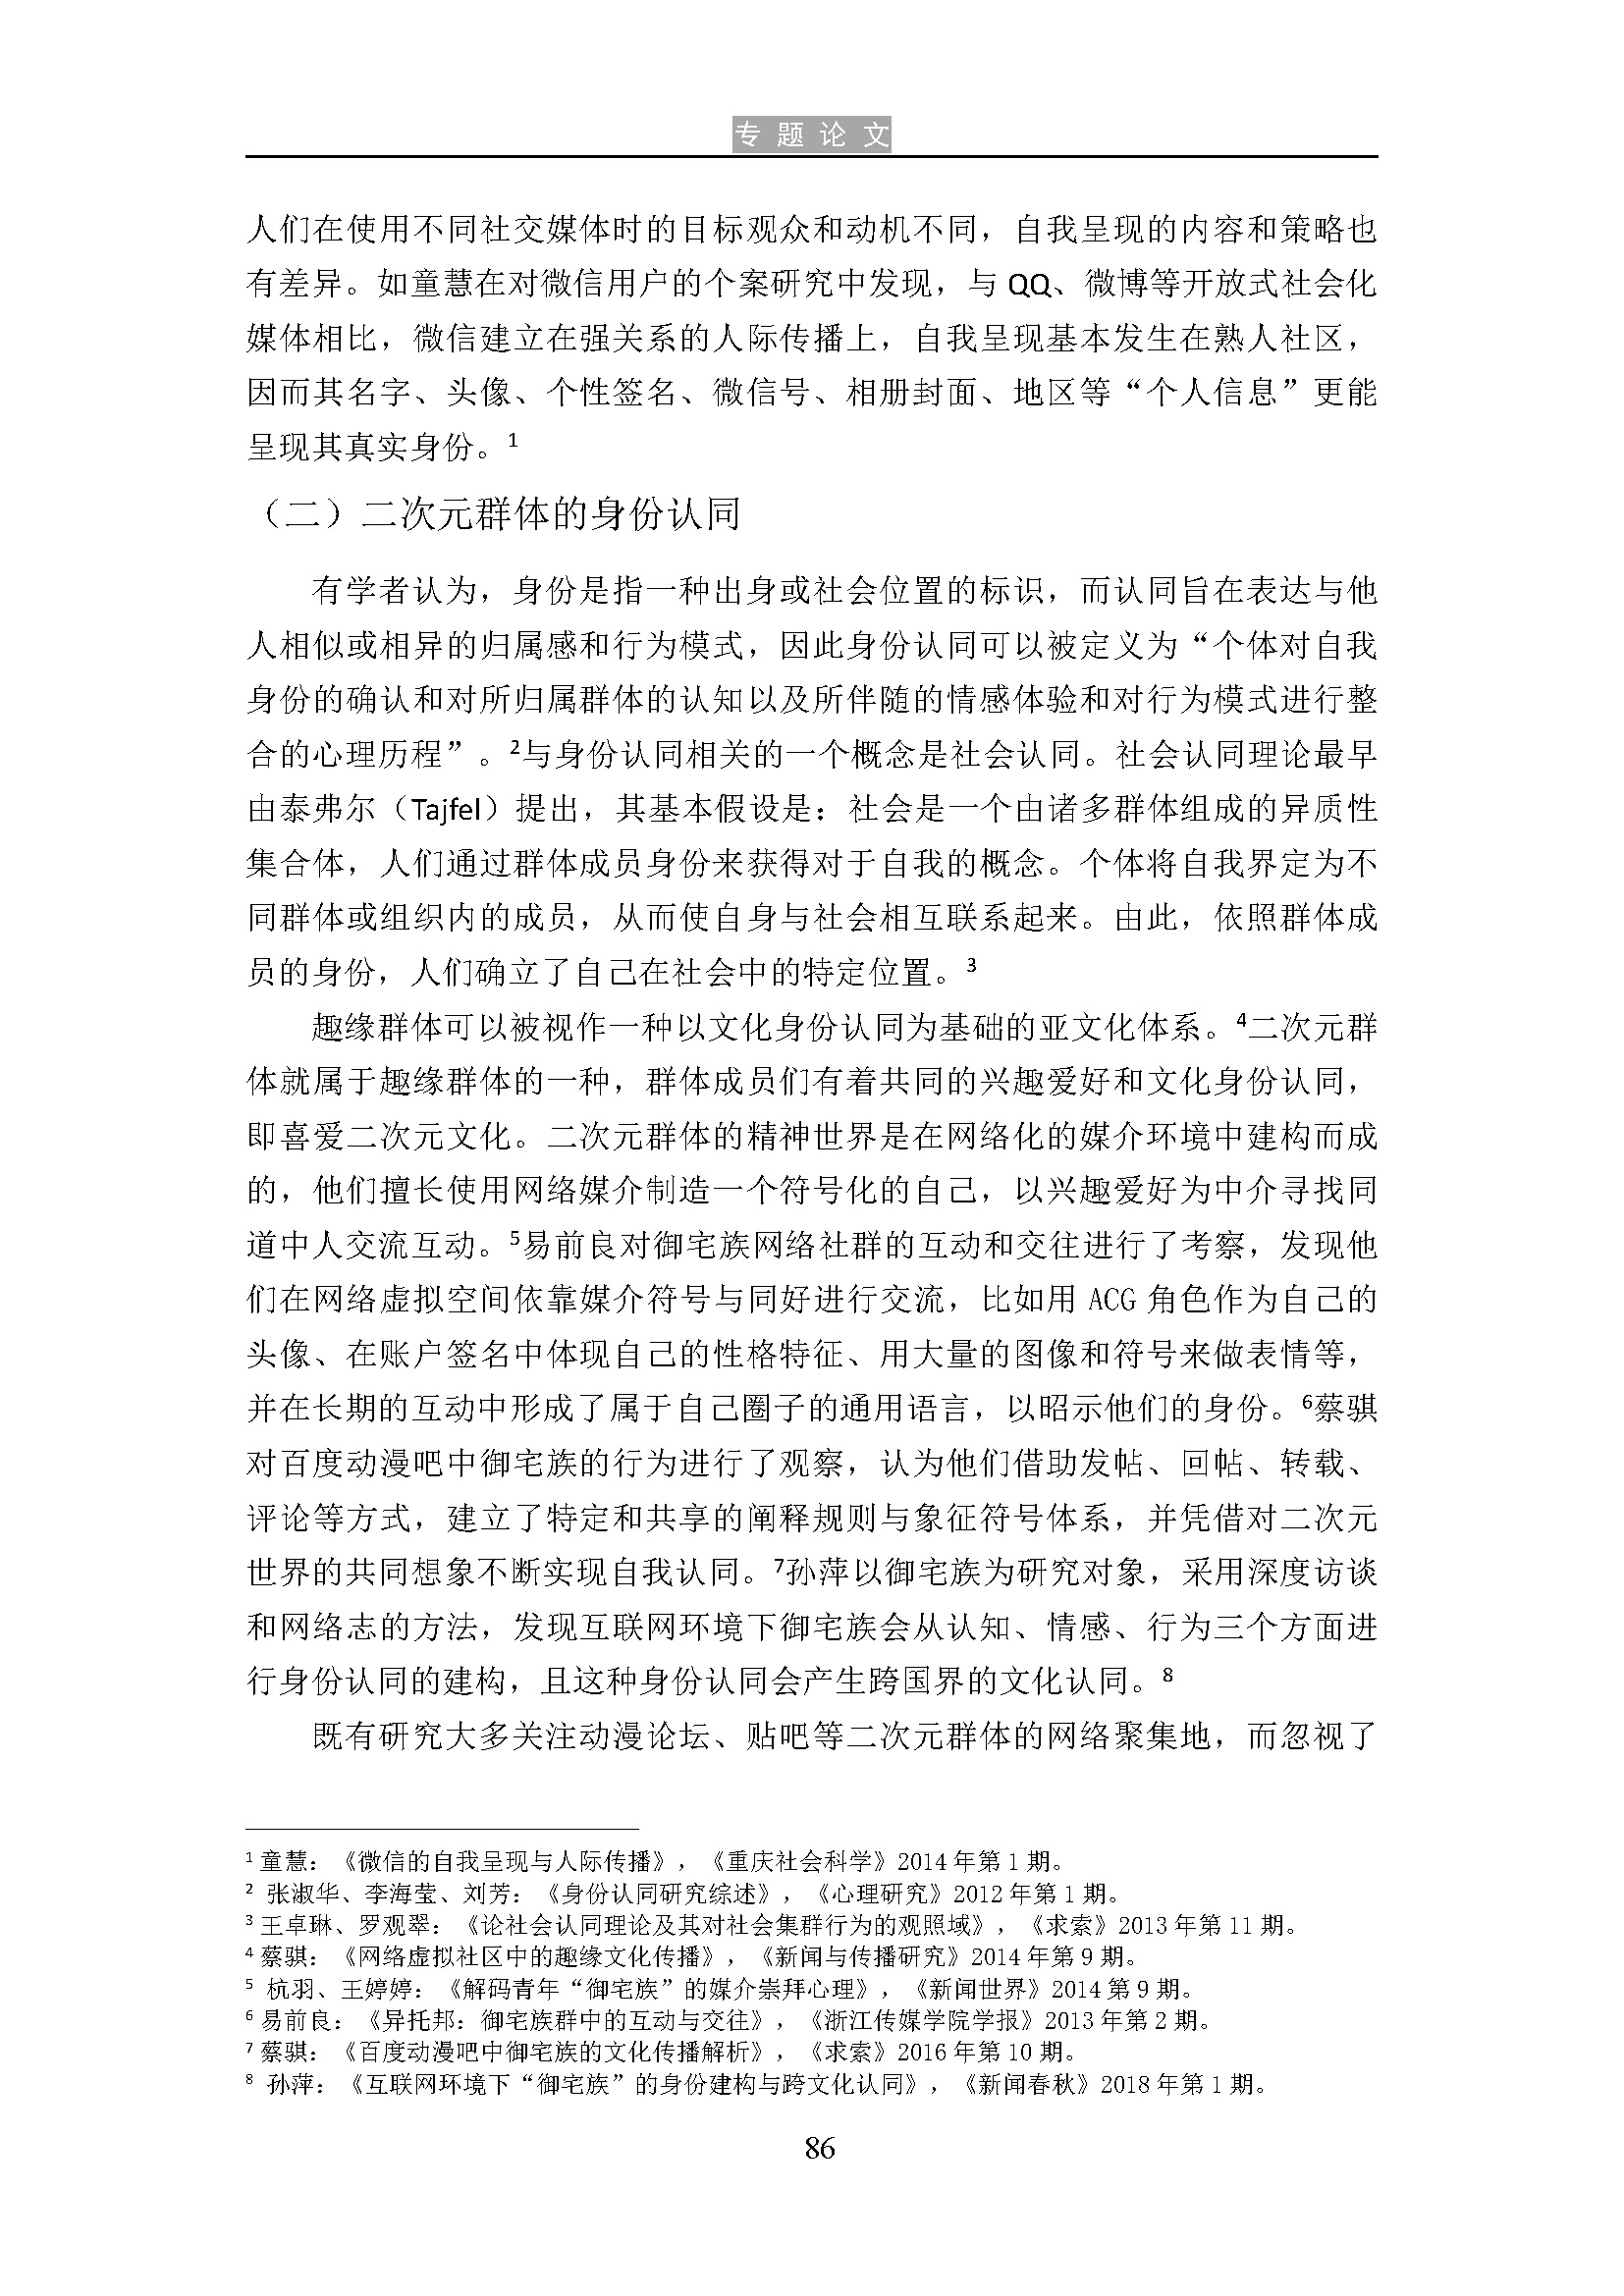 专 题 论 文
人们在使用不同社交媒体时的目标观众和动机不同，自我呈现的内容和策略也
有差异。如童慧在对微信用户的个案研究中发现，与 QQ、微博等开放式社会化
媒体相比，微信建立在强关系的人际传播上，自我呈现基本发生在熟人社区，
因而其名字、头像、个性签名、微信号、相册封面、地区等“个人信息”更能
呈现其真实身份。1
（二）二次元群体的身份认同
有学者认为，身份是指一种出身或社会位置的标识，而认同旨在表达与他
人相似或相异的归属感和行为模式，因此身份认同可以被定义为“个体对自我
身份的确认和对所归属群体的认知以及所伴随的情感体验和对行为模式进行整
合的心理历程”。2与身份认同相关的一个概念是社会认同。社会认同理论最早
由泰弗尔（Tajfel）提出，其基本假设是：社会是一个由诸多群体组成的异质性
集合体，人们通过群体成员身份来获得对于自我的概念。个体将自我界定为不
同群体或组织内的成员，从而使自身与社会相互联系起来。由此，依照群体成
员的身份，人们确立了自己在社会中的特定位置。3
趣缘群体可以被视作一种以文化身份认同为基础的亚文化体系。4二次元群
体就属于趣缘群体的一种，群体成员们有着共同的兴趣爱好和文化身份认同，
即喜爱二次元文化。二次元群体的精神世界是在网络化的媒介环境中建构而成
的，他们擅长使用网络媒介制造一个符号化的自己，以兴趣爱好为中介寻找同
道中人交流互动。5易前良对御宅族网络社群的互动和交往进行了考察，发现他
们在网络虚拟空间依靠媒介符号与同好进行交流，比如用 ACG 角色作为自己的
头像、在账户签名中体现自己的性格特征、用大量的图像和符号来做表情等，
并在长期的互动中形成了属于自己圈子的通用语言，以昭示他们的身份。6蔡骐
对百度动漫吧中御宅族的行为进行了观察，认为他们借助发帖、回帖、转载、
评论等方式，建立了特定和共享的阐释规则与象征符号体系，并凭借对二次元
世界的共同想象不断实现自我认同。7孙萍以御宅族为研究对象，采用深度访谈
和网络志的方法，发现互联网环境下御宅族会从认知、情感、行为三个方面进
行身份认同的建构，且这种身份认同会产生跨国界的文化认同。8
既有研究大多关注动漫论坛、贴吧等二次元群体的网络聚集地，而忽视了
1 童慧：《微信的自我呈现与人际传播》，《重庆社会科学》2014 年第 1 期。
2 张淑华、李海莹、刘芳：《身份认同研究综述》，《心理研究》2012 年第 1 期。
3 王卓琳、罗观翠：《论社会认同理论及其对社会集群行为的观照域》，《求索》2013 年第 11 期。
4 蔡骐：《网络虚拟社区中的趣缘文化传播》，《新闻与传播研究》2014 年第 9 期。
5 杭羽、王婷婷：《解码青年“御宅族”的媒介崇拜心理》，《新闻世界》2014 第 9 期。
6 易前良：《异托邦：御宅族群中的互动与交往》，《浙江传媒学院学报》2013 年第 2 期。
7 蔡骐：《百度动漫吧中御宅族的文化传播解析》，《求索》2016 年第 10 期。
8 孙萍：《互联网环境下“御宅族”的身份建构与跨文化认同》，《新闻春秋》2018 年第 1 期。
86